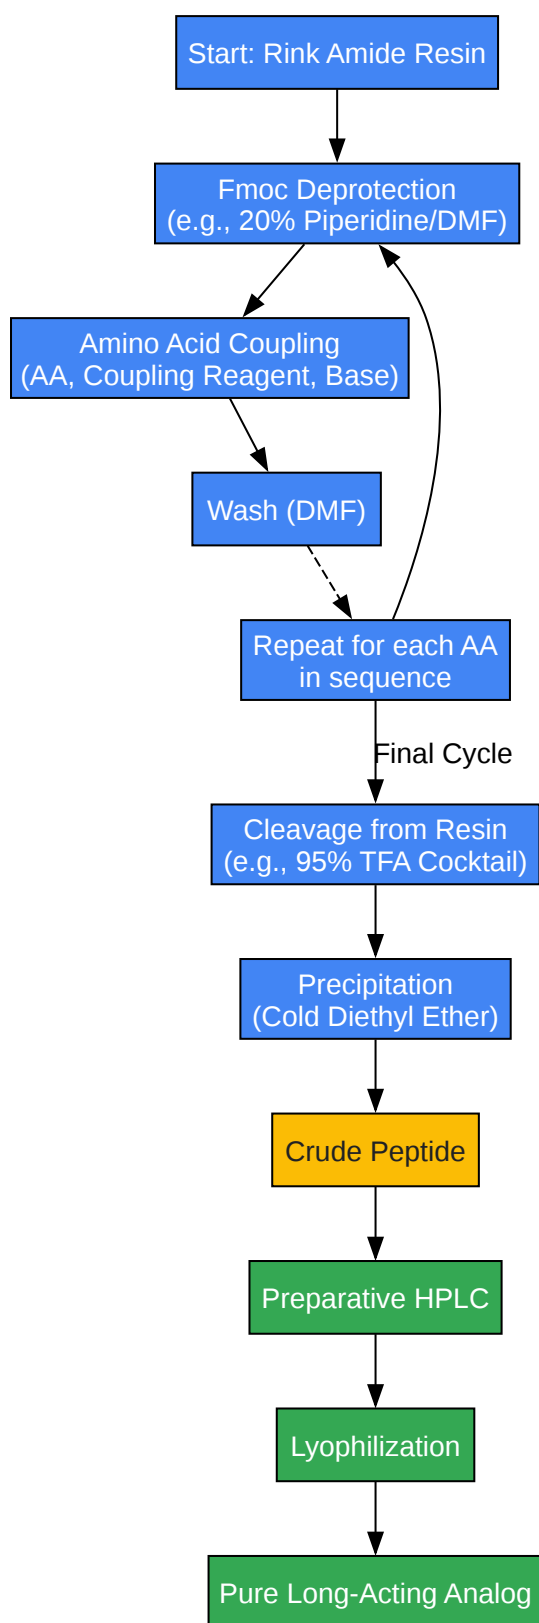 Start: Rink Amide Resin
Fmoc Deprotection
(e.g., 20% Piperidine/DMF)
Amino Acid Coupling
(AA, Coupling Reagent, Base)
Wash (DMF)
Repeat for each AA
in sequence
Final Cycle
Cleavage from Resin
(e.g., 95% TFA Cocktail)
Precipitation
(Cold Diethyl Ether)
Crude Peptide
Preparative HPLC
Lyophilization
Pure Long-Acting Analog